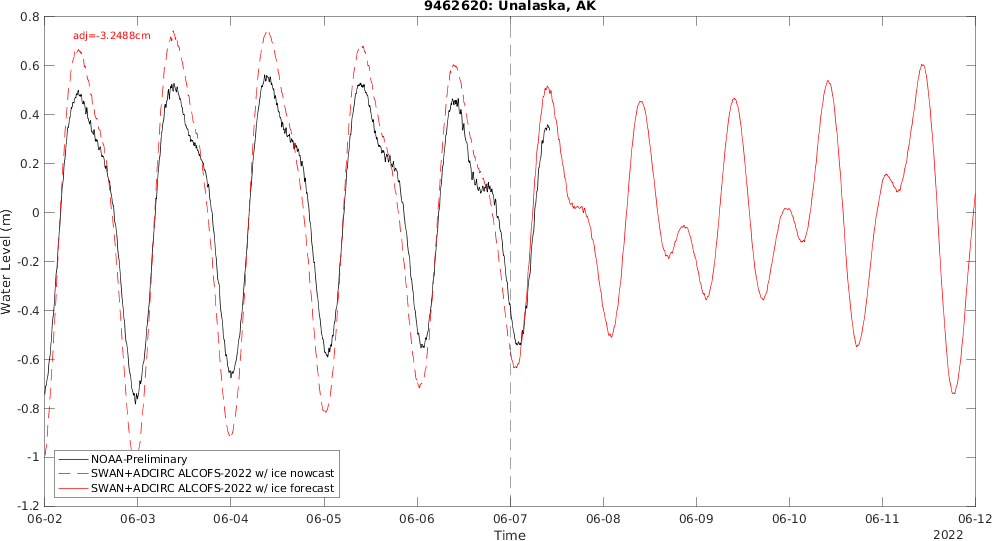 9462620: Unalaska, AK
adj=-3.2488cm
0.8
0.6
0.4
0.2
0
-0.2
-0.4
-0.6
-0.8
-1
-1.2
Water Level (m)
NOAA-Preliminary
SWAN+ADCIRC ALCOFS-2022 w/ ice nowcast
SWAN+ADCIRC ALCOFS-2022 w/ ice forecast
06-02 06-03 06-04 06-05 06-06 06-07 06-08 06-09 06-10 06-11 06-12
Time
2022